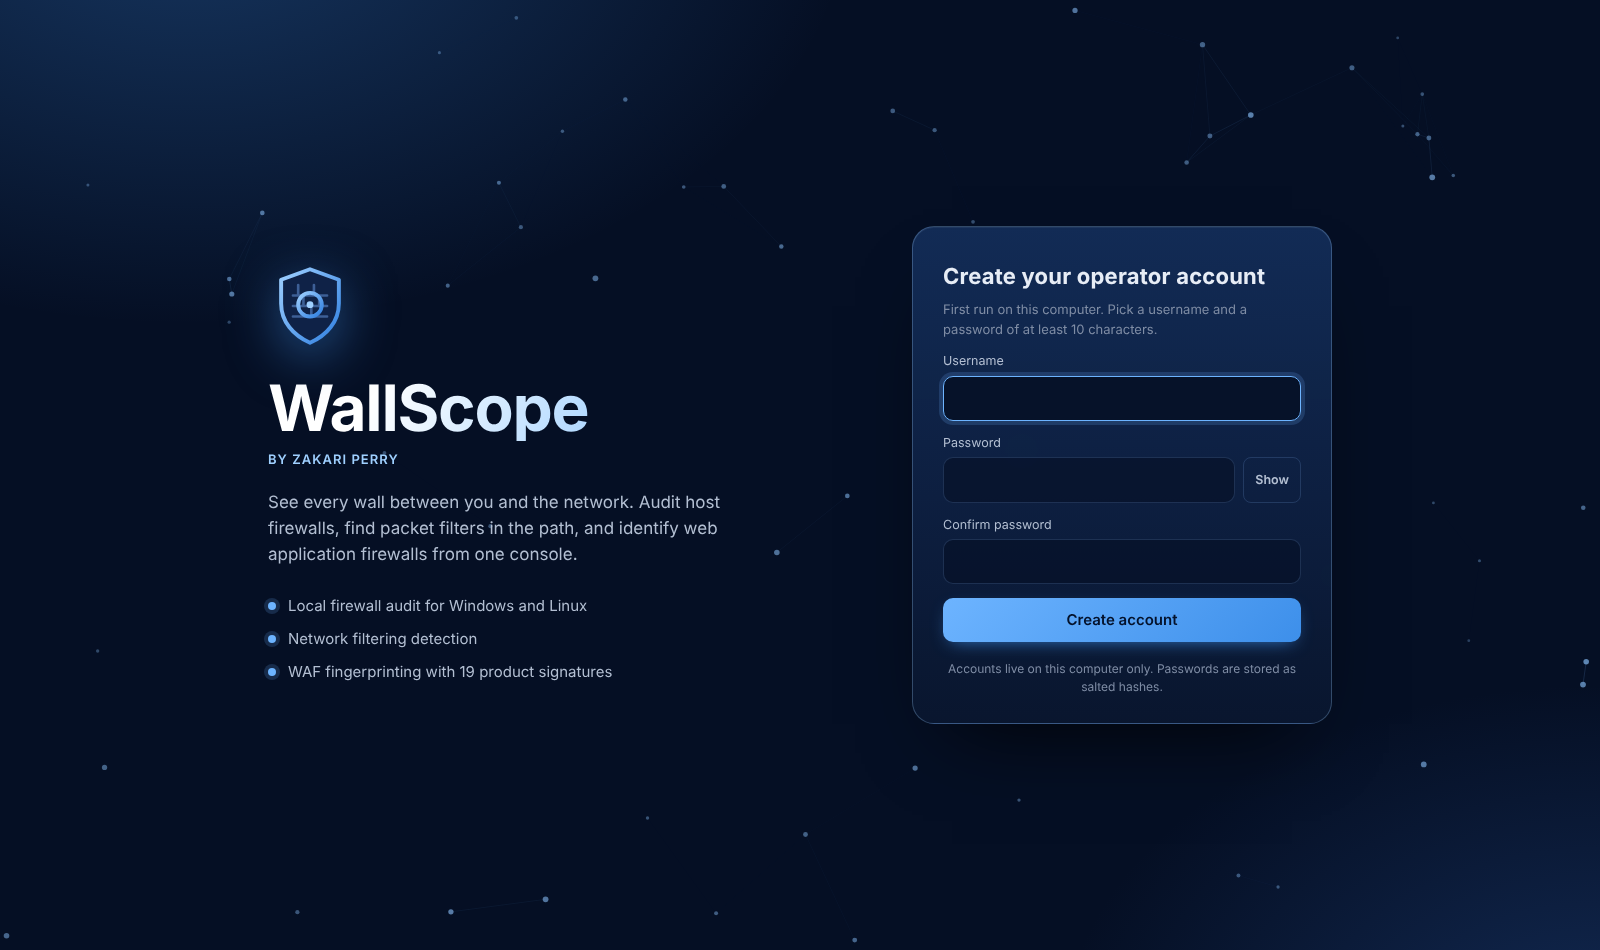 WallScope
BY ZAKARI PERRY
See every wall between you and the network. Audit host
firewalls, find packet filters in the path, and identify web
application firewalls from one console.
Local firewall audit for Windows and Linux
Network filtering detection
WAF fingerprinting with 19 product signatures
Create your operator account
First run on this computer. Pick a username and a
password of at least 10 characters.
Username
Password
Show
Confirm password
Create account
Accounts live on this computer only. Passwords are stored as
salted hashes.